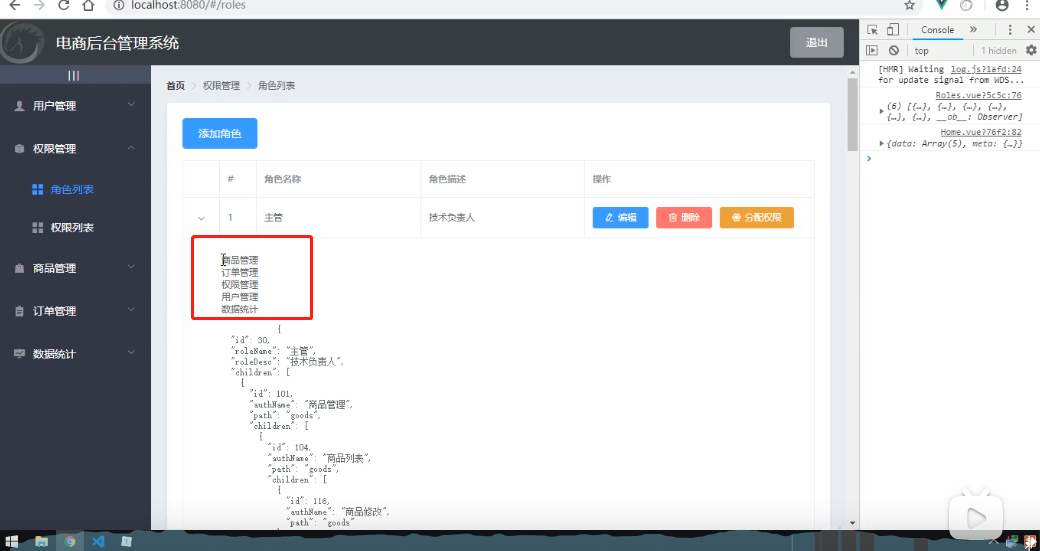 localhost:8080/#/roles
电商后台管理系统
退出
Console
top
1 hidden
[HMR] Waiting log.js?1afd:24
for update signal from WDS...
Roles.vue?5c5c:76
(6) [{…}, {…}, {…}, {…},
{…}, {…}, __ob__: Observer]
Home.vue?76f2:82
{data: Array(5), meta: {…}}
|||
用户管理
权限管理
角色列表
权限列表
商品管理
订单管理
数据统计
首页 > 权限管理 > 角色列表
添加角色
# 角色名称 角色描述 操作
1 主管 技术负责人 编辑 删除 分配权限
商品管理
订单管理
权限管理
用户管理
数据统计
{
"id": 30,
"roleName": "主管",
"roleDesc": "技术负责人",
"children": [
{
"id": 101,
"authName": "商品管理",
"path": "goods",
"children": [
{
"id": 104,
"authName": "商品列表",
"path": "goods",
"children": [
{
"id": 116,
"authName": "商品修改",
"path": "goods"